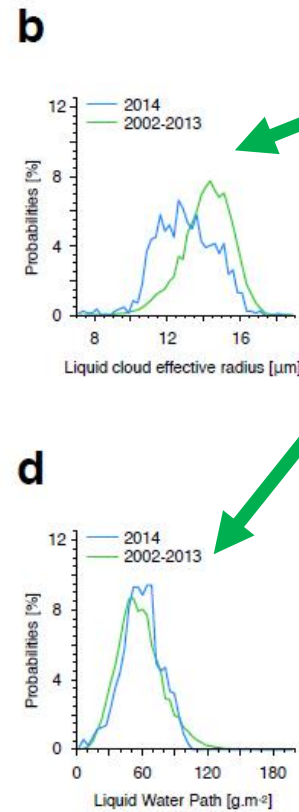 b
2014
2002-2013
12
8
4
0
Probabilities [%]
8 12 16
Liquid cloud effective radius [µm]
d
2014
2002-2013
12
8
4
0
Probabilities [%]
0 60 120 180
Liquid Water Path [g.m-2]